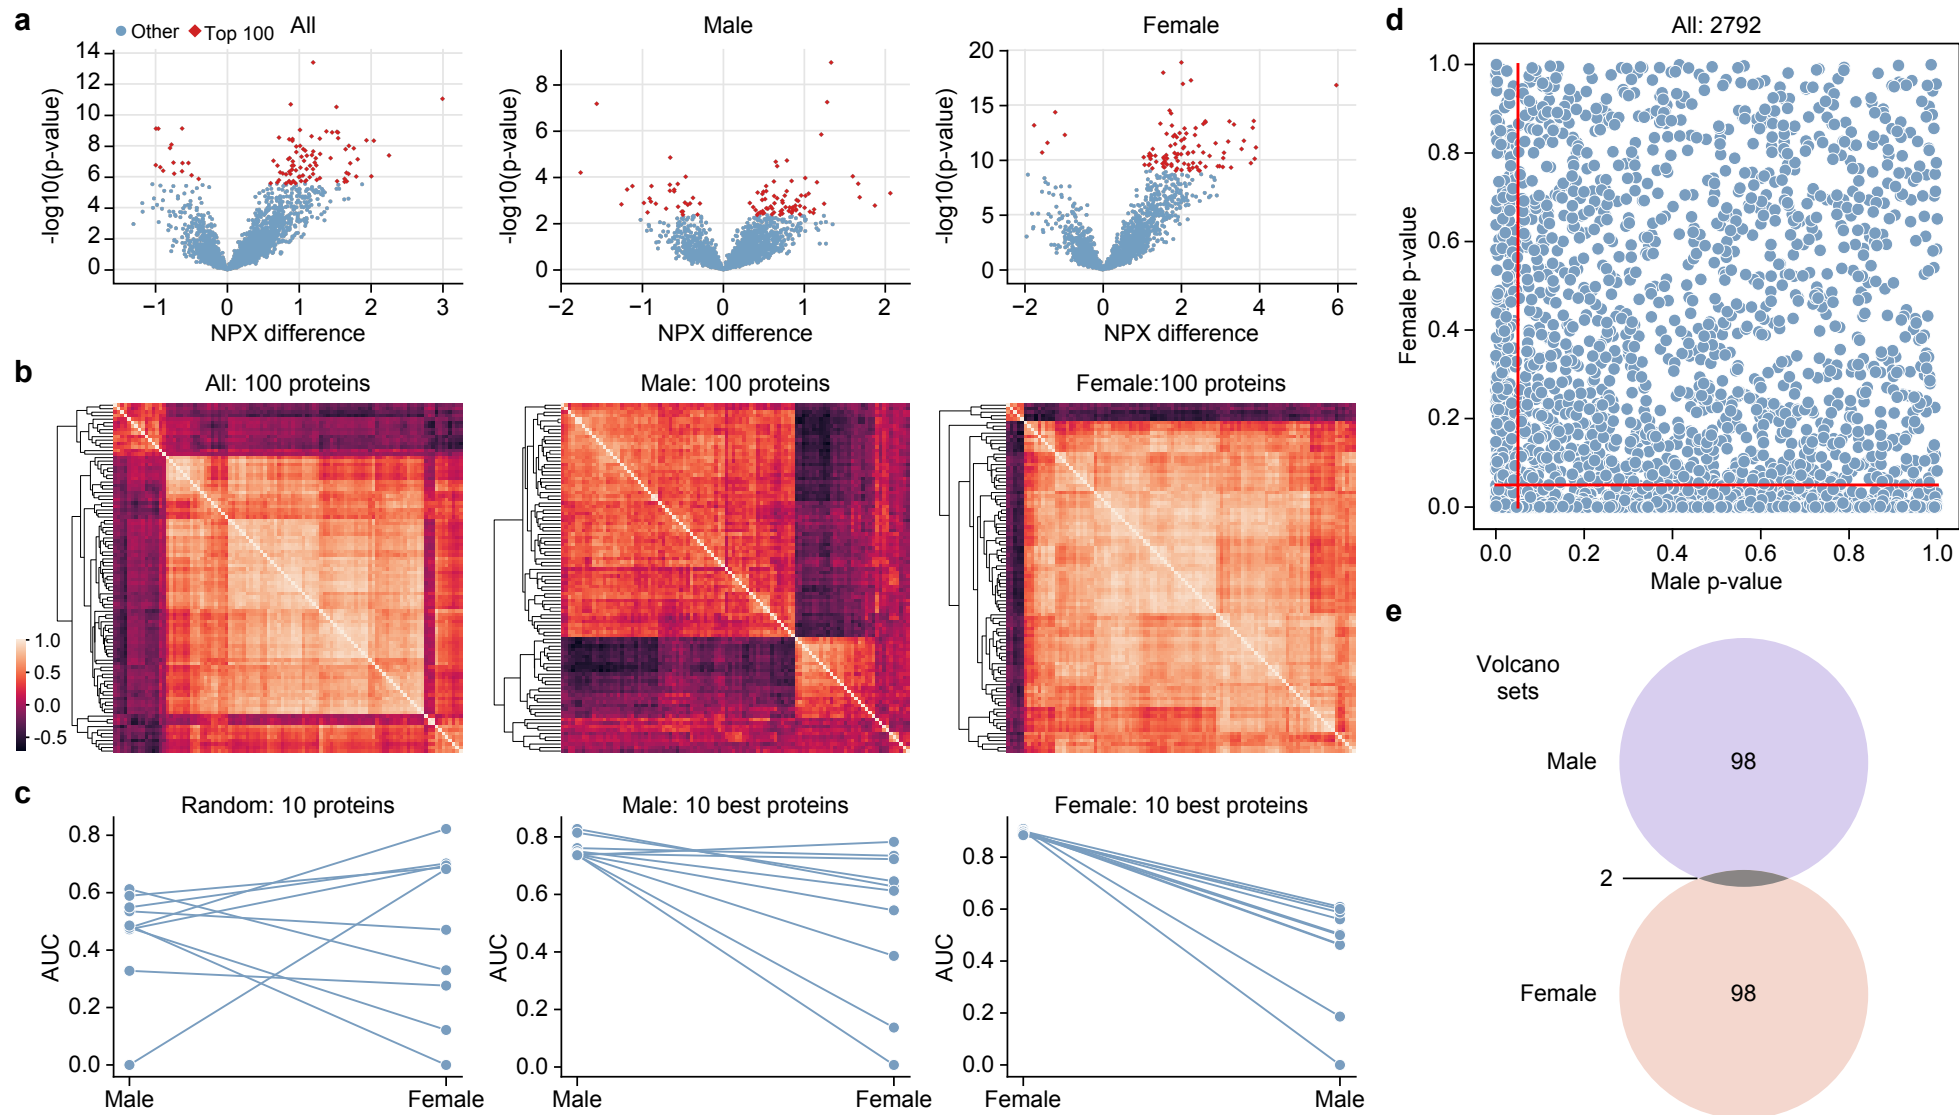 a
Other Top 100 All
14
12
10
8
6
4
2
0
-log10(p-value)
−1 0 1 2 3
NPX difference
Male
8
6
4
2
0
-log10(p-value)
−2 −1 0 1 2
NPX difference
Female
20
15
10
5
0
-log10(p-value)
−2 0 2 4 6
NPX difference
b
All: 100 proteins
Male: 100 proteins
Female:100 proteins
1.0
0.5
0.0
-0.5
c
Random: 10 proteins
0.8
0.6
0.4
0.2
0.0
AUC
Male Female
Male: 10 best proteins
0.8
0.6
0.4
0.2
0.0
AUC
Male Female
Female: 10 best proteins
0.8
0.6
0.4
0.2
0.0
AUC
Female Male
d
All: 2792
1.0
0.8
0.6
0.4
0.2
0.0
Female p-value
0.0 0.2 0.4 0.6 0.8 1.0
Male p-value
e
Volcano
sets
Male 98
2
Female 98